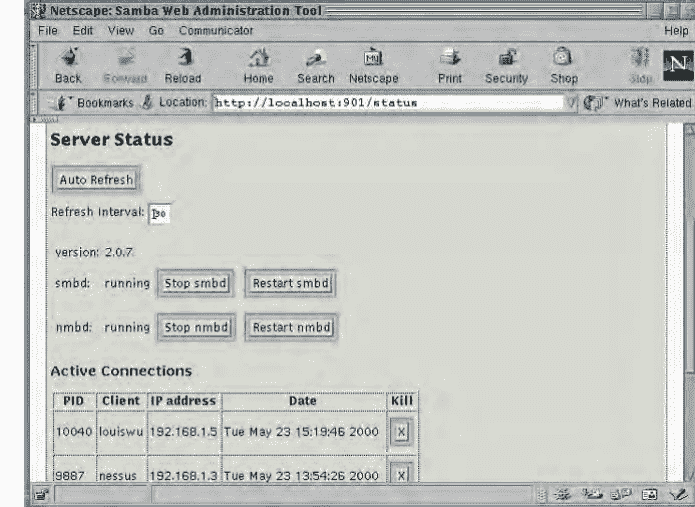 Netscape: Samba Web Administration Tool
File Edit View Go Communicator Help
Back Forward Reload Home Search Netscape Print Security Shop Stop
My
N
Bookmarks Location: http://localhost:901/status What's Related
Server Status
Auto Refresh
Refresh Interval: 30
version: 2.0.7
smbd: running Stop smbd Restart smbd
nmbd: running Stop nmbd Restart nmbd
Active Connections
PID Client IP address Date Kill
10040 louiswu 192.168.1.5 Tue May 23 15:19:46 2000 X
9887 nessus 192.168.1.3 Tue May 23 13:54:26 2000 X